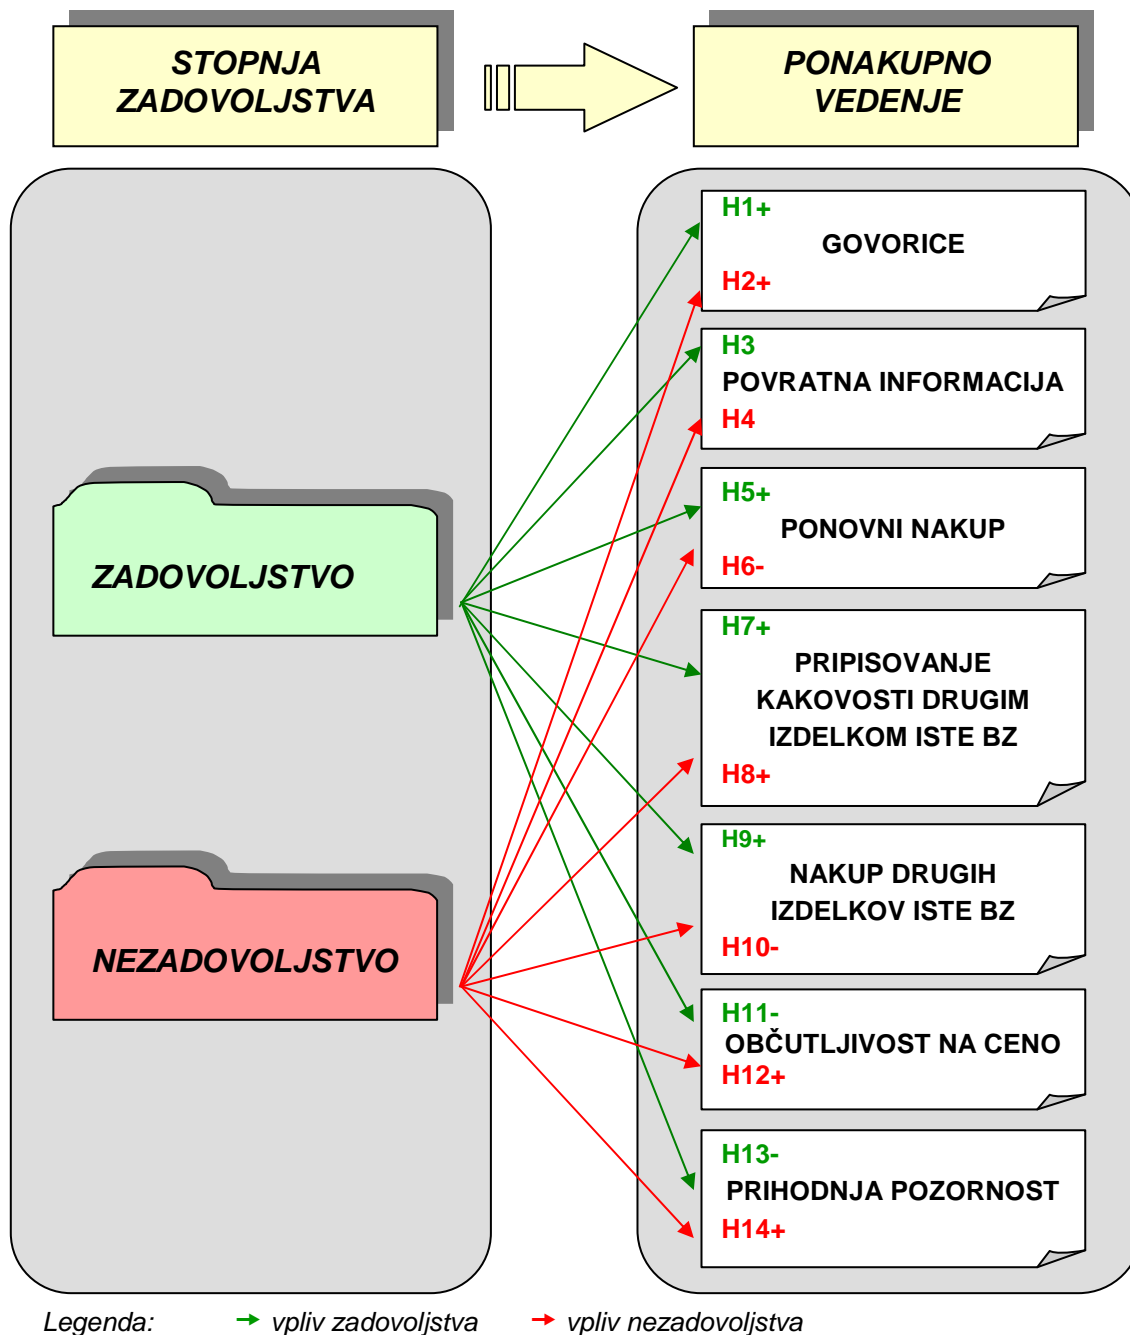 STOPNJA
ZADOVOLJSTVA
PONAKUPNO
VEDENJE
H1+
GOVORICE
H2+
H3
POVRATNA INFORMACIJA
H4
H5+
PONOVNI NAKUP
H6-
ZADOVOLJSTVO
H7+
PRIPISOVANJE
KAKOVOSTI DRUGIM
IZDELKOM ISTE BZ
H8+
H9+
NAKUP DRUGIH
IZDELKOV ISTE BZ
H10-
NEZADOVOLJSTVO
H11-
OBČUTLJIVOST NA CENO
H12+
H13-
PRIHODNJA POZORNOST
H14+
Legenda: vpliv zadovoljstva vpliv nezadovoljstva